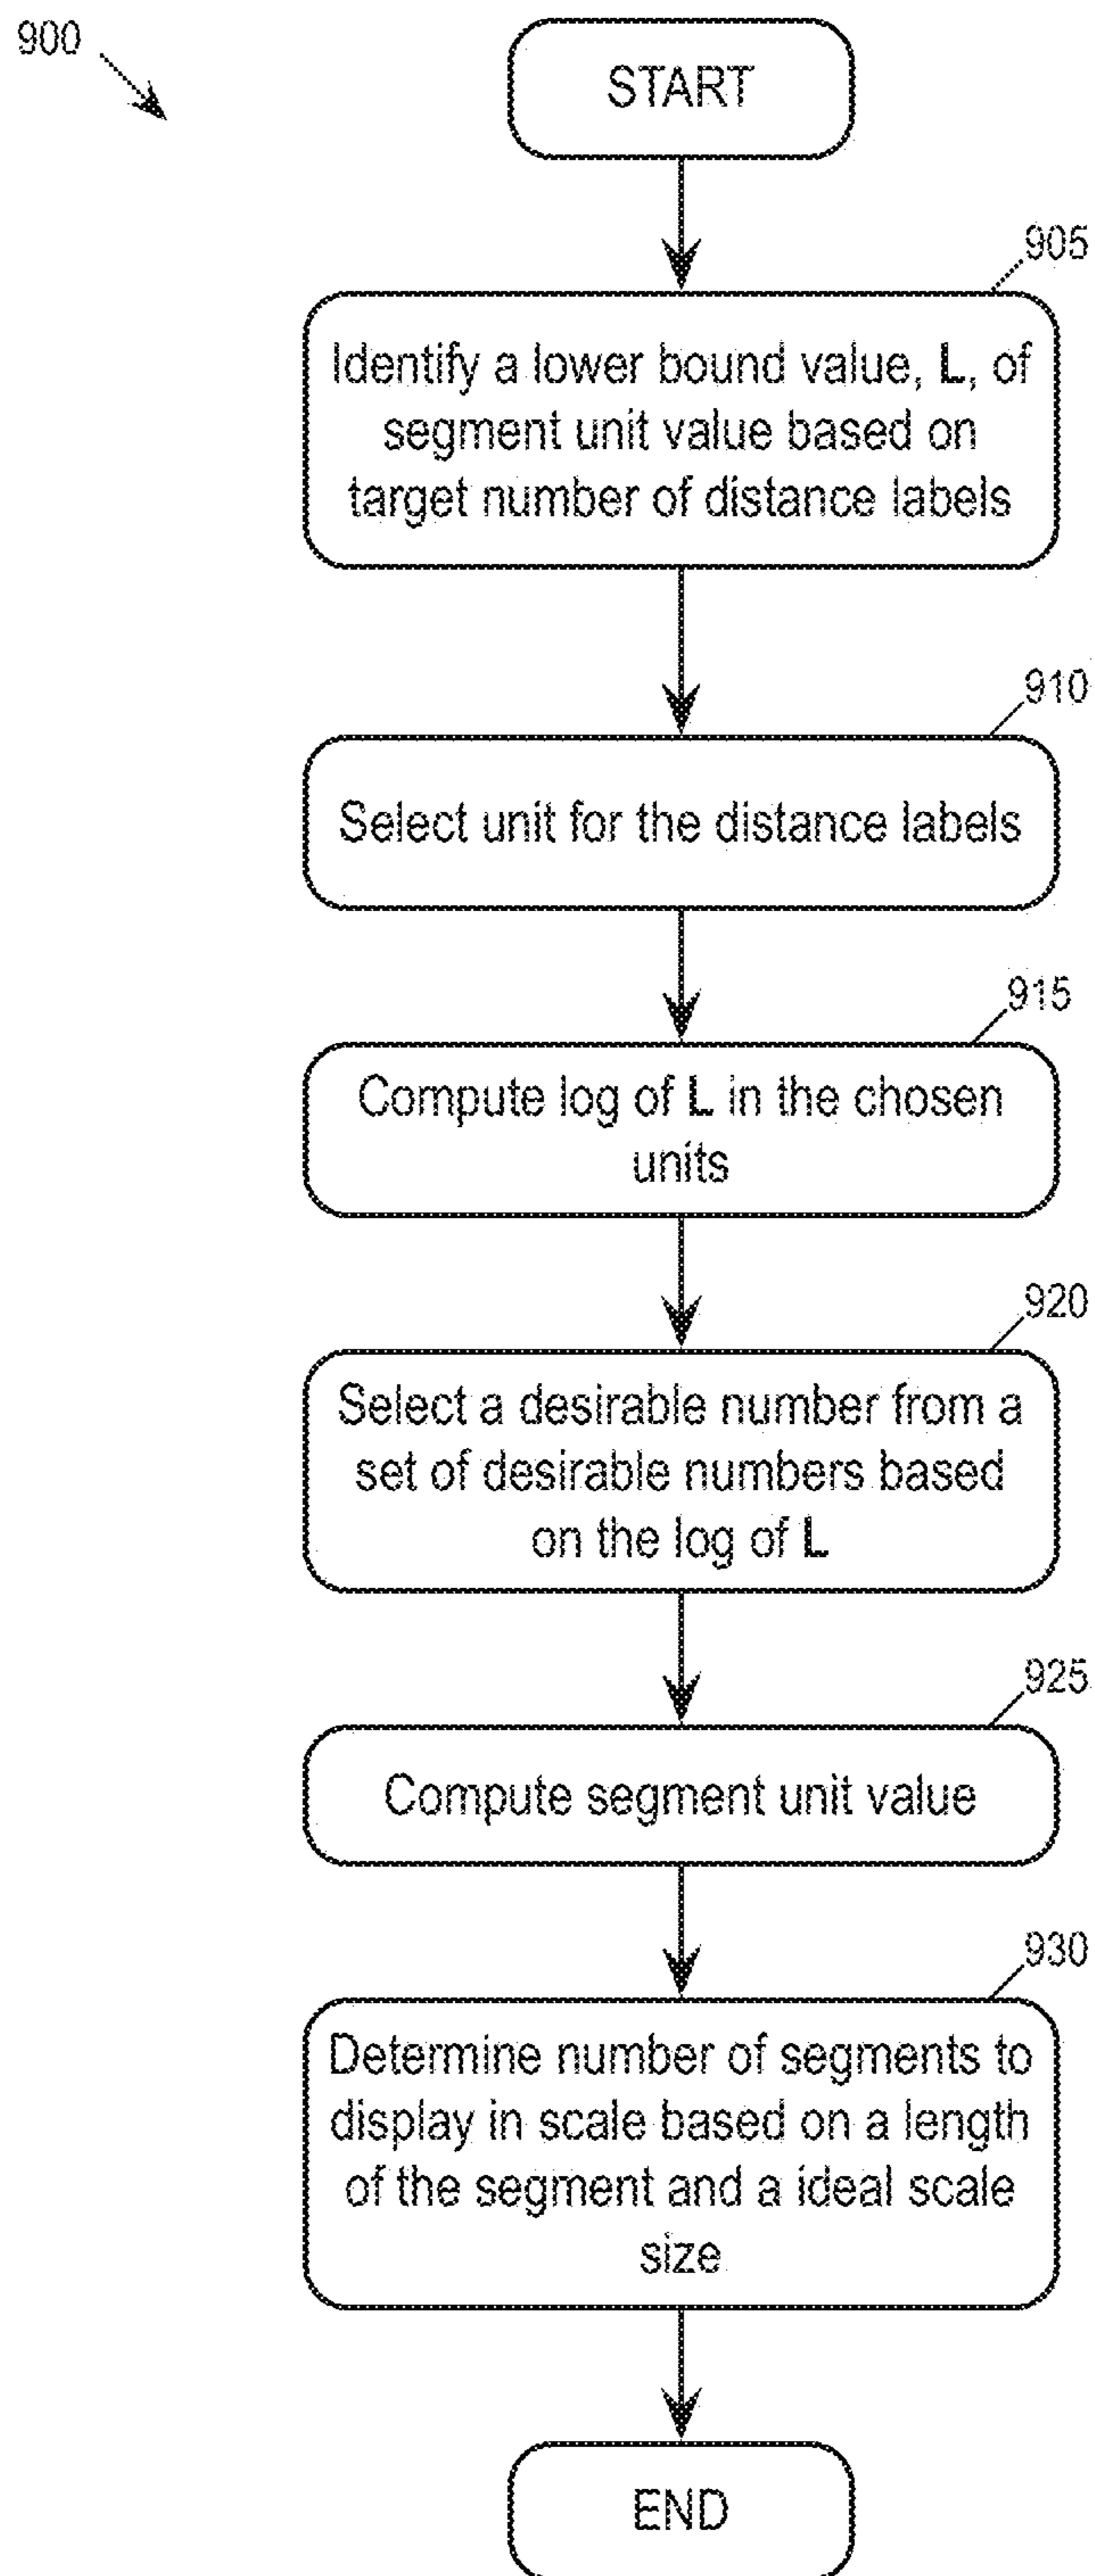 900
START
905
Identify a lower bound value, L, of
segment unit value based on
target number of distance labels
910
Select unit for the distance labels
915
Compute log of L in the chosen
units
920
Select a desirable number from a
set of desirable numbers based
on the log of L
925
Compute segment unit value
930
Determine number of segments to
display in scale based on a length
of the segment and a ideal scale
size
END